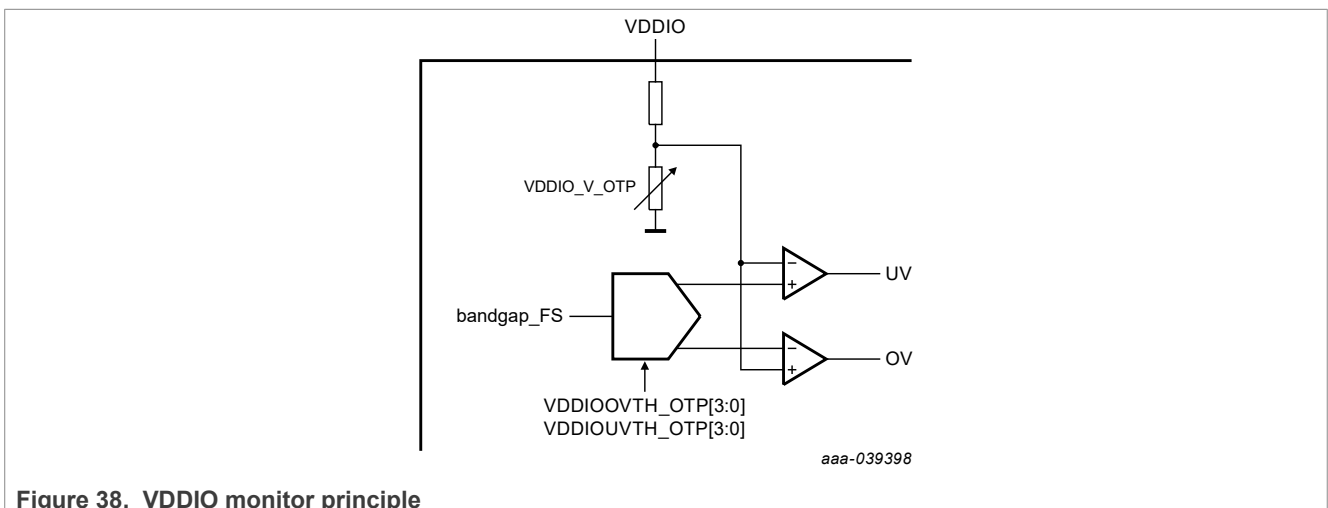 VDDIO
VDDIO_V_OTP
−
+
UV
bandgap_FS
−
+
OV
VDDIOOVTH_OTP[3:0]
VDDIOUVTH_OTP[3:0]
aaa-039398
Figure 38. VDDIO monitor principle